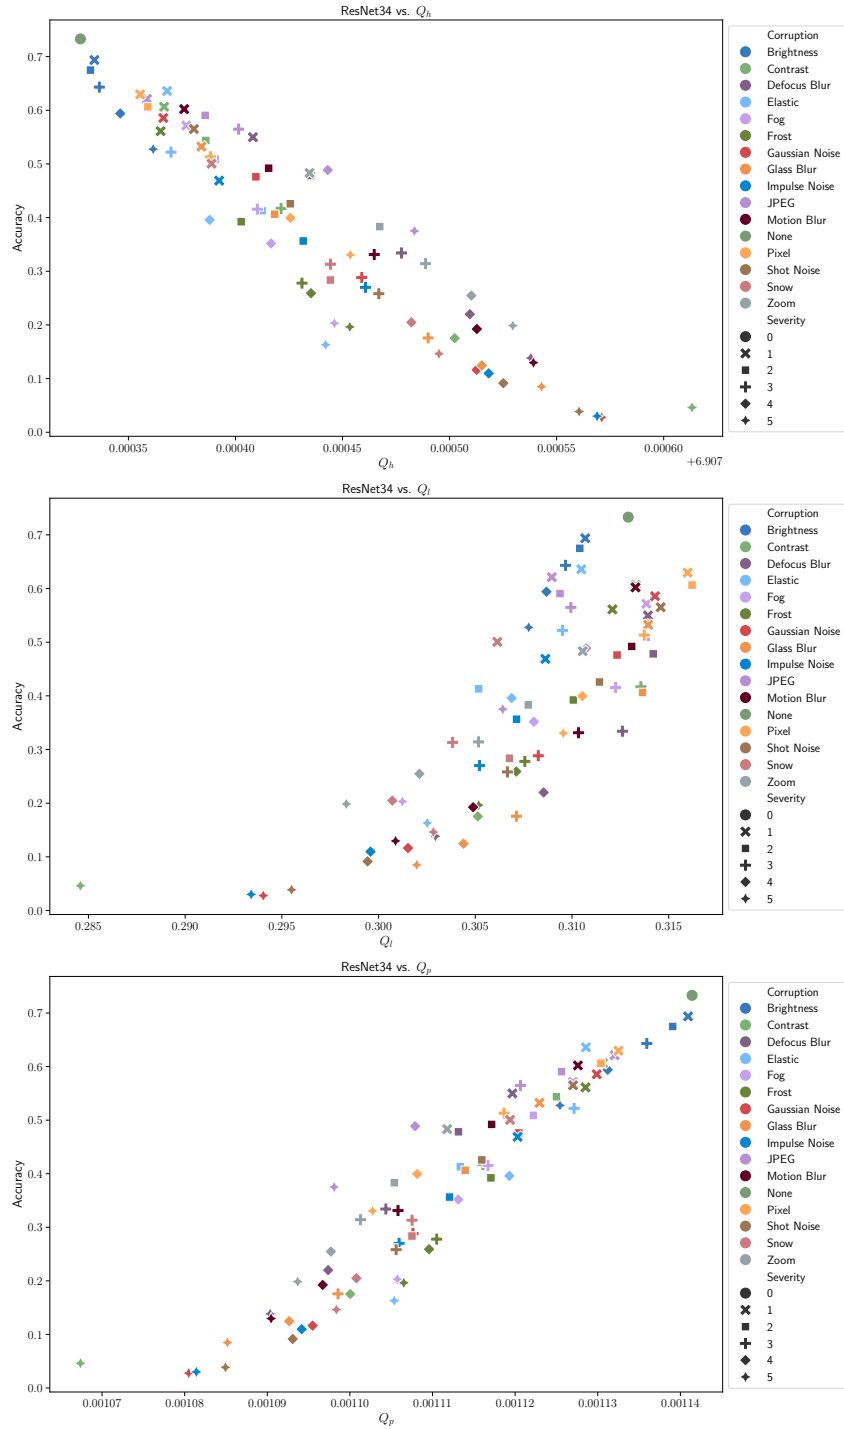 ResNet34 vs. Q_h
Accuracy
0.7
0.6
0.5
0.4
0.3
0.2
0.1
0.0
0.00035
0.00040
0.00045
0.00050
0.00055
0.00060
+6.907
Q_h
Corruption
Brightness
Contrast
Defocus Blur
Elastic
Fog
Frost
Gaussian Noise
Glass Blur
Impulse Noise
JPEG
Motion Blur
None
Pixel
Shot Noise
Snow
Zoom
Severity
0
1
2
3
4
5
ResNet34 vs. Q_l
Accuracy
0.7
0.6
0.5
0.4
0.3
0.2
0.1
0.0
0.285
0.290
0.295
0.300
0.305
0.310
0.315
Q_l
Corruption
Brightness
Contrast
Defocus Blur
Elastic
Fog
Frost
Gaussian Noise
Glass Blur
Impulse Noise
JPEG
Motion Blur
None
Pixel
Shot Noise
Snow
Zoom
Severity
0
1
2
3
4
5
ResNet34 vs. Q_p
Accuracy
0.7
0.6
0.5
0.4
0.3
0.2
0.1
0.0
0.00107
0.00108
0.00109
0.00110
0.00111
0.00112
0.00113
0.00114
Q_p
Corruption
Brightness
Contrast
Defocus Blur
Elastic
Fog
Frost
Gaussian Noise
Glass Blur
Impulse Noise
JPEG
Motion Blur
None
Pixel
Shot Noise
Snow
Zoom
Severity
0
1
2
3
4
5